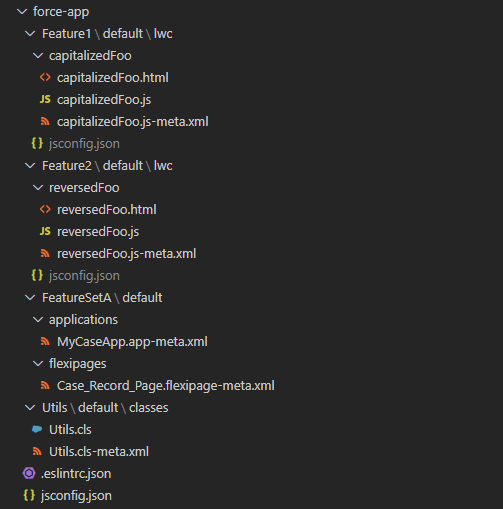 force-app
Feature1 \ default \ lwc
capitalizedFoo
capitalizedFoo.html
JS capitalizedFoo.js
capitalizedFoo.js-meta.xml
{} jsconfig.json
Feature2 \ default \ lwc
reversedFoo
reversedFoo.html
JS reversedFoo.js
reversedFoo.js-meta.xml
{} jsconfig.json
FeatureSetA \ default
applications
MyCaseApp.app-meta.xml
flexipages
Case_Record_Page.flexipage-meta.xml
Utils \ default \ classes
Utils.cls
Utils.cls-meta.xml
.eslintrc.json
{} jsconfig.json